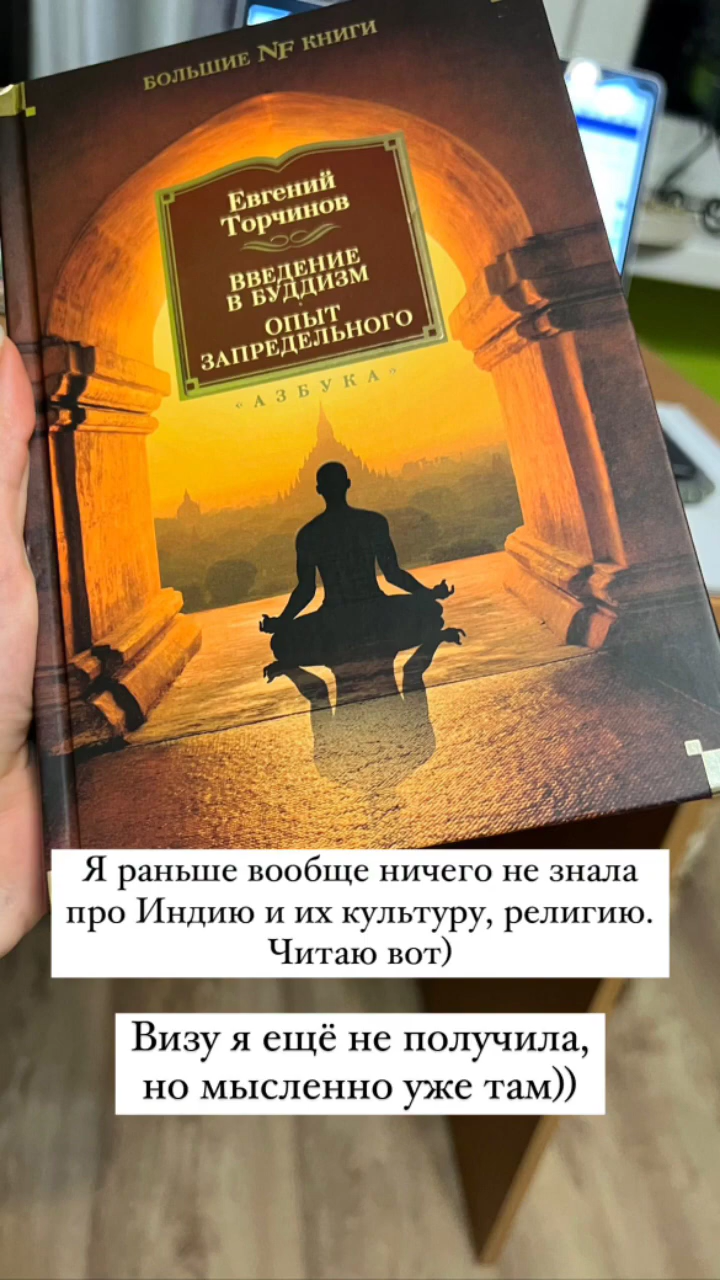 БОЛЬШИЕ NF КНИГИ
Евгений
Торчинов
ВВЕДЕНИЕ
В БУДДИЗМ
ОПЫТ
ЗАПРЕДЕЛЬНОГО
«АЗБУКА»
Я раньше вообще ничего не знала
про Индию и их культуру, религию.
Читаю вот)
Визу я ещё не получила,
но мысленно уже там))